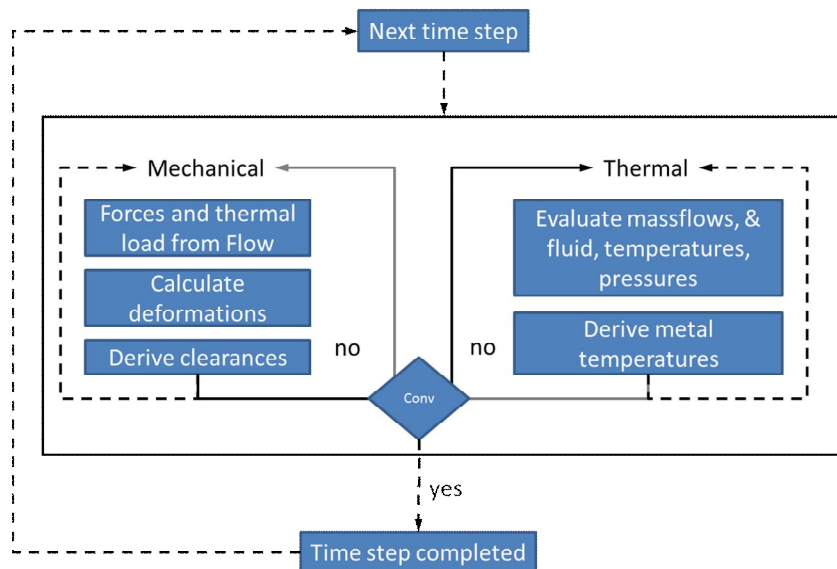 Next time step
Mechanical
Forces and thermal
load from Flow
Calculate
deformations
Derive clearances
no
Thermal
Evaluate massflows, &
fluid, temperatures,
pressures
Derive metal
temperatures
no
Conv
yes
Time step completed